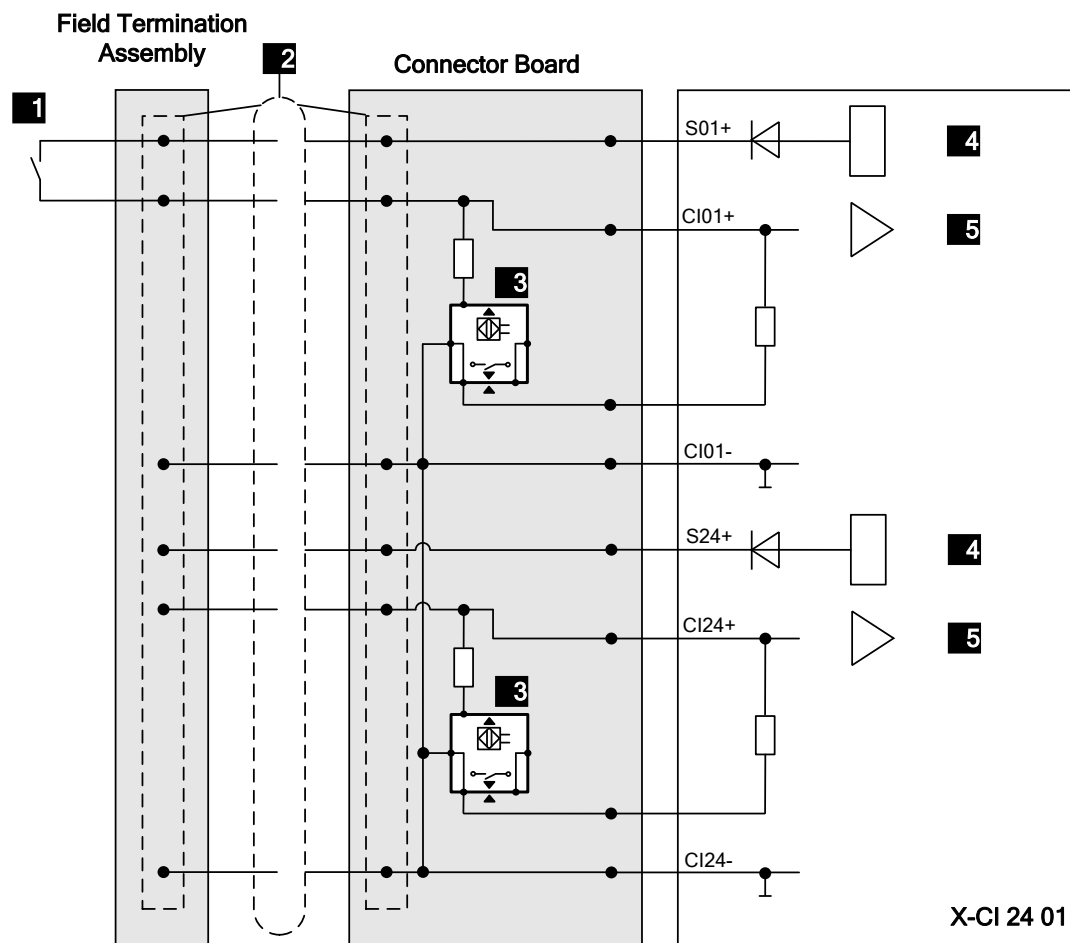 Field Termination
Assembly
2
Connector Board
1
S01+
4
CI01+
5
3
CI01-
S24+
4
CI24+
5
3
CI24-
X-CI 24 01